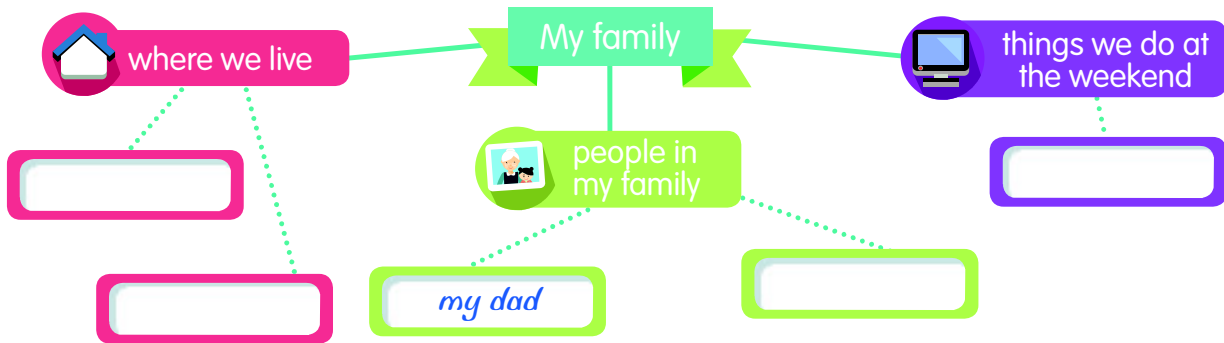 My family
where we live
things we do at
the weekend
people in
my family
my dad